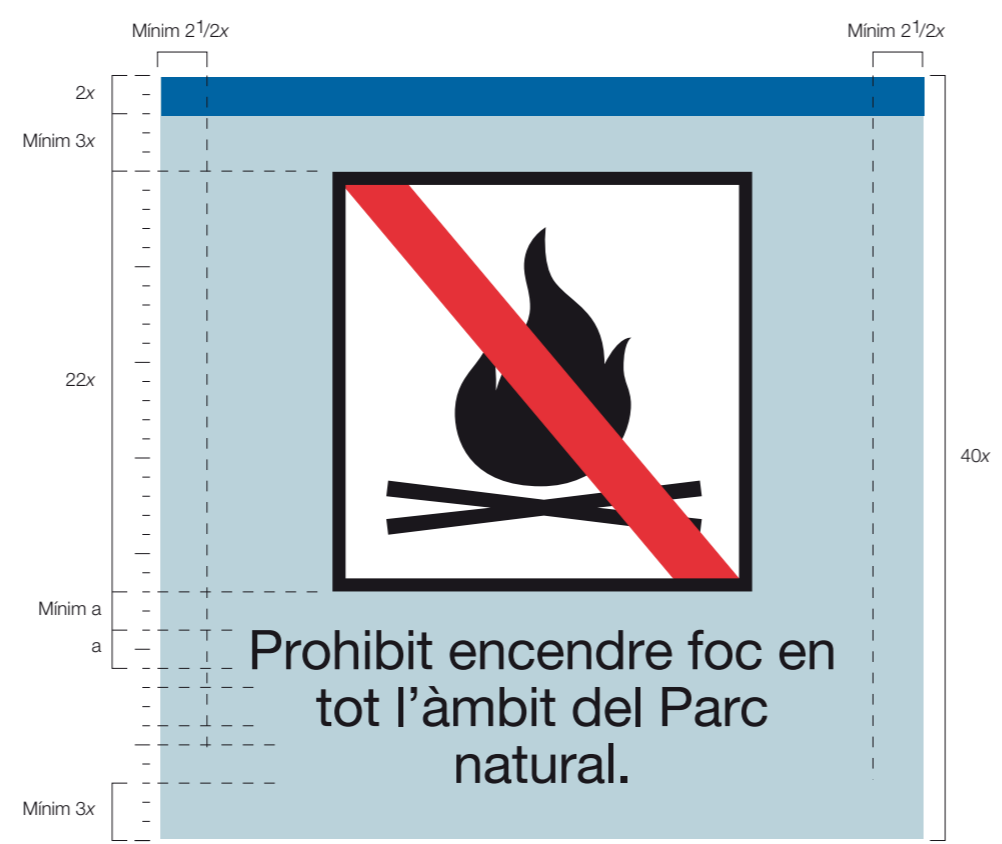 Mínim 2 1/2x
Mínim 2 1/2x
2x
Mínim 3x
22x
40x
Mínim a
a
Prohibit encendre foc en
tot l’àmbit del Parc
natural.
Mínim 3x